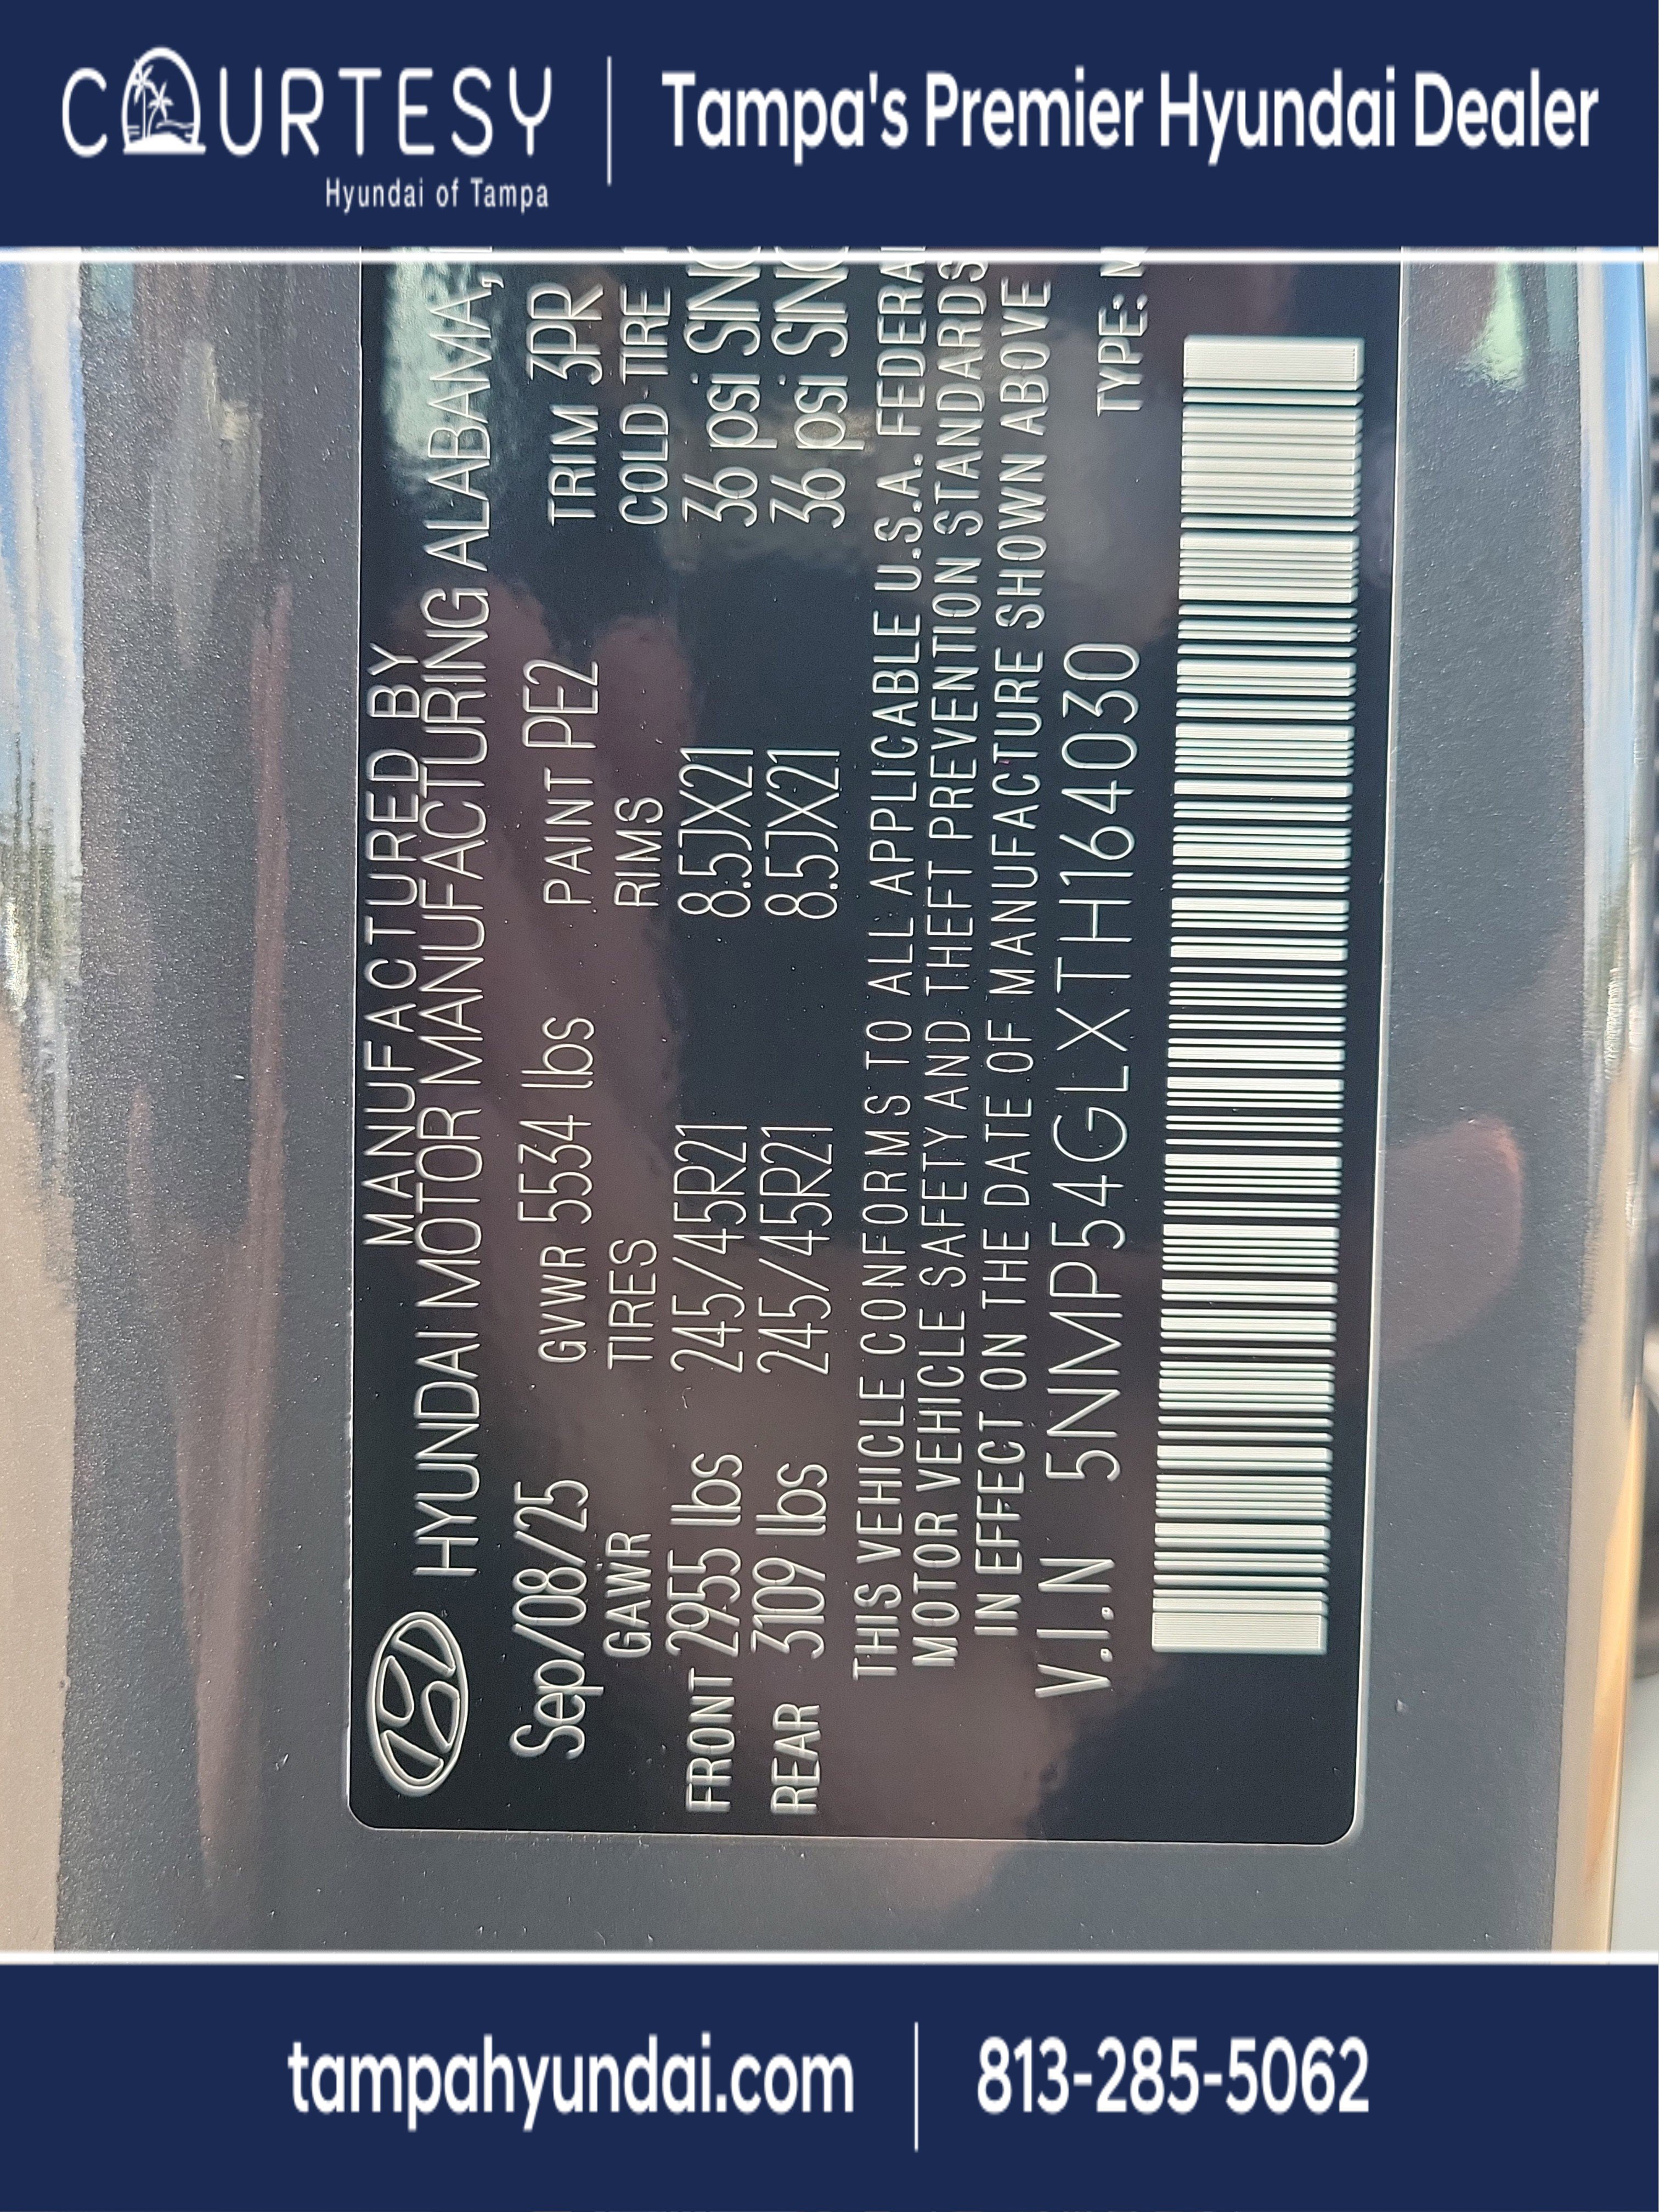 COURTESY
Hyundai of Tampa
Tampa's Premier Hyundai Dealer
MANUFACTURED BY
HYUNDAI MOTOR MANUFACTURING ALABAMA,
Sep/08/25 GVWR 5534 lbs PAINT PE2 TRIM 3PR
GAWR TIRES RIMS COLD TIRE
FRONT 2955 lbs 245/45R21 8.5JX21 36 psi SING
REAR 3109 lbs 245/45R21 8.5JX21 36 psi SING
THIS VEHICLE CONFORMS TO ALL APPLICABLE U.S.A. FEDERAL
MOTOR VEHICLE SAFETY AND THEFT PREVENTION STANDARDS
IN EFFECT ON THE DATE OF MANUFACTURE SHOWN ABOVE
V.I.N 5NMP54GLXTH164030 TYPE:
tampahyundai.com
813-285-5062